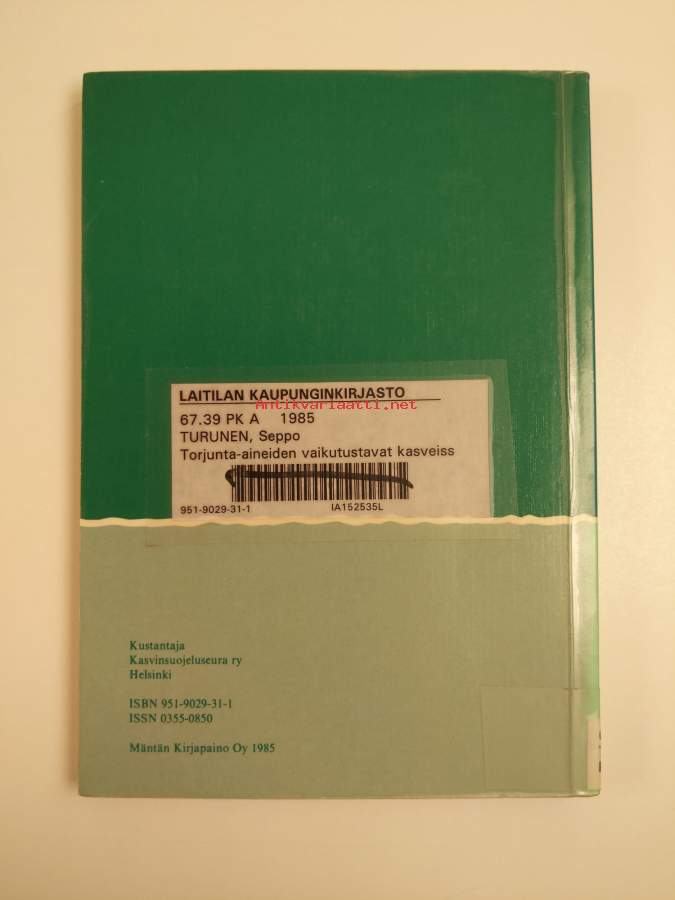 LAITILAN KAUPUNGINKIRJASTO
Antikvariaatti.net
67.39 PK A 1985
TURUNEN, Seppo
Torjunta-aineiden vaikutustavat kasveiss
951-9029-31-1 IA152535L
Kustantaja
Kasvinsuojeluseura ry
Helsinki
ISBN 951-9029-31-1
ISSN 0355-0850
Mäntän Kirjapaino Oy 1985